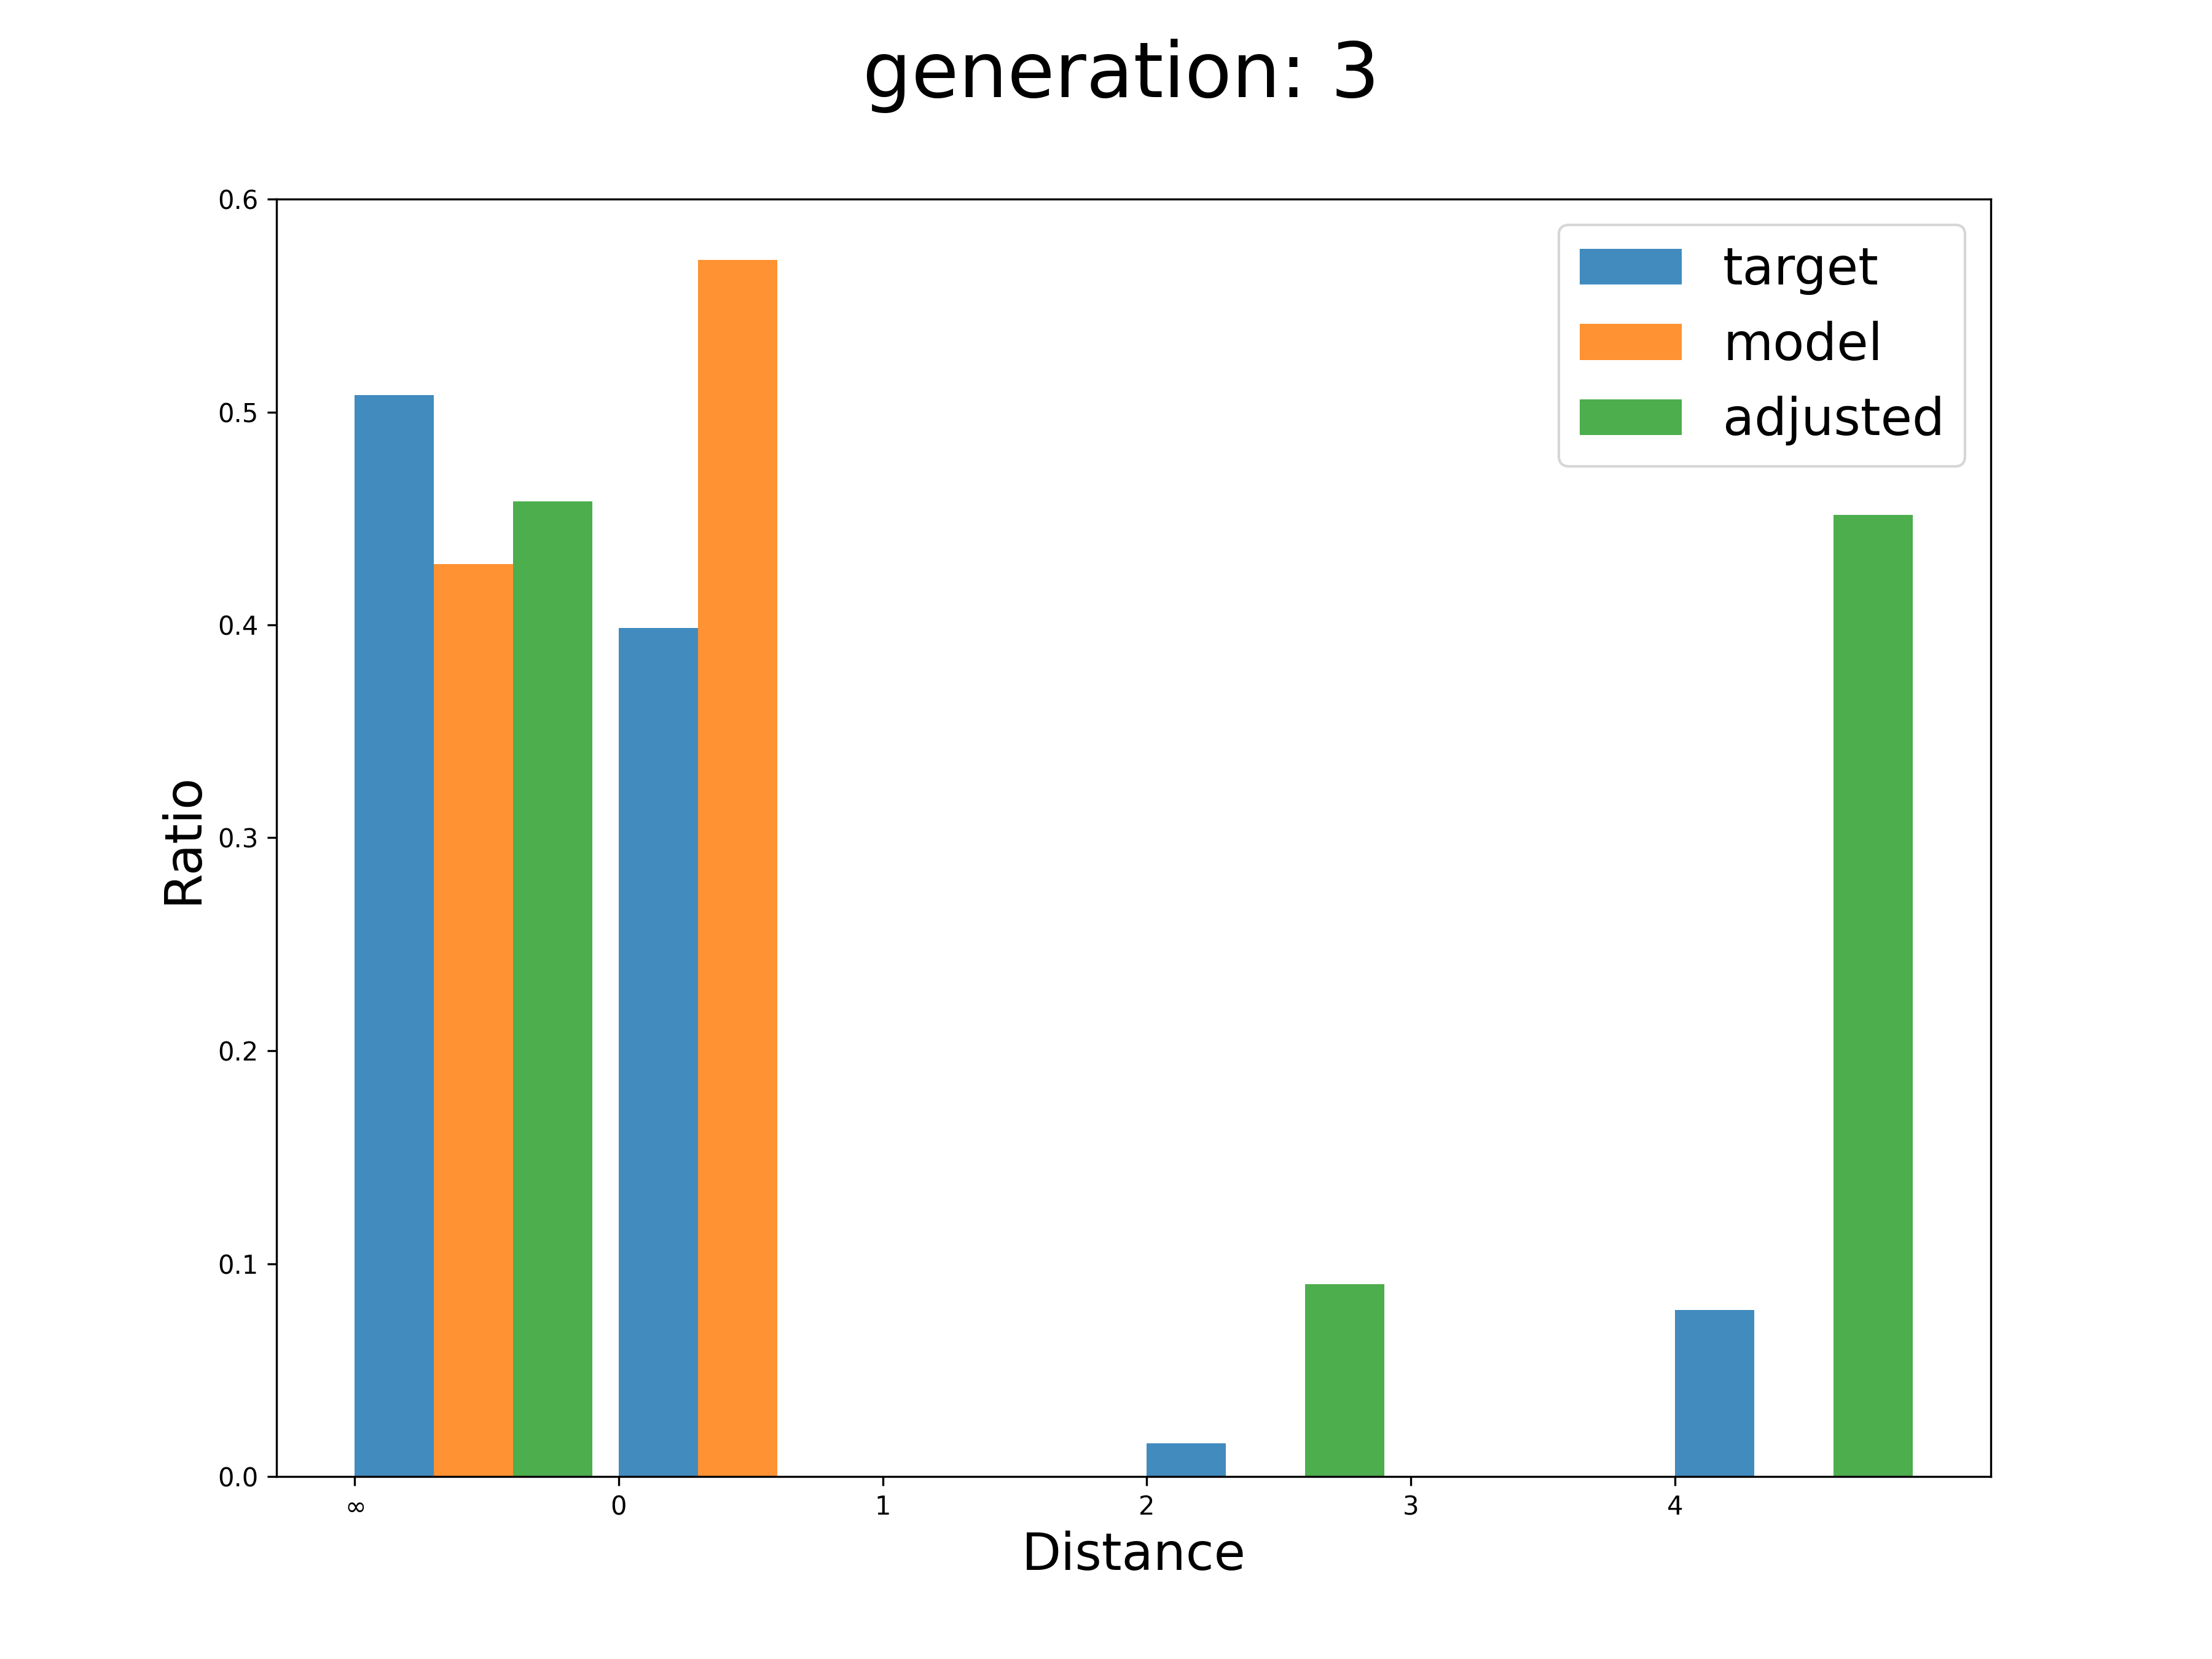 generation: 3
0.6
0.5
0.4
0.3
0.2
0.1
0.0
Ratio
target
model
adjusted
∞ 0 1 2 3 4
Distance